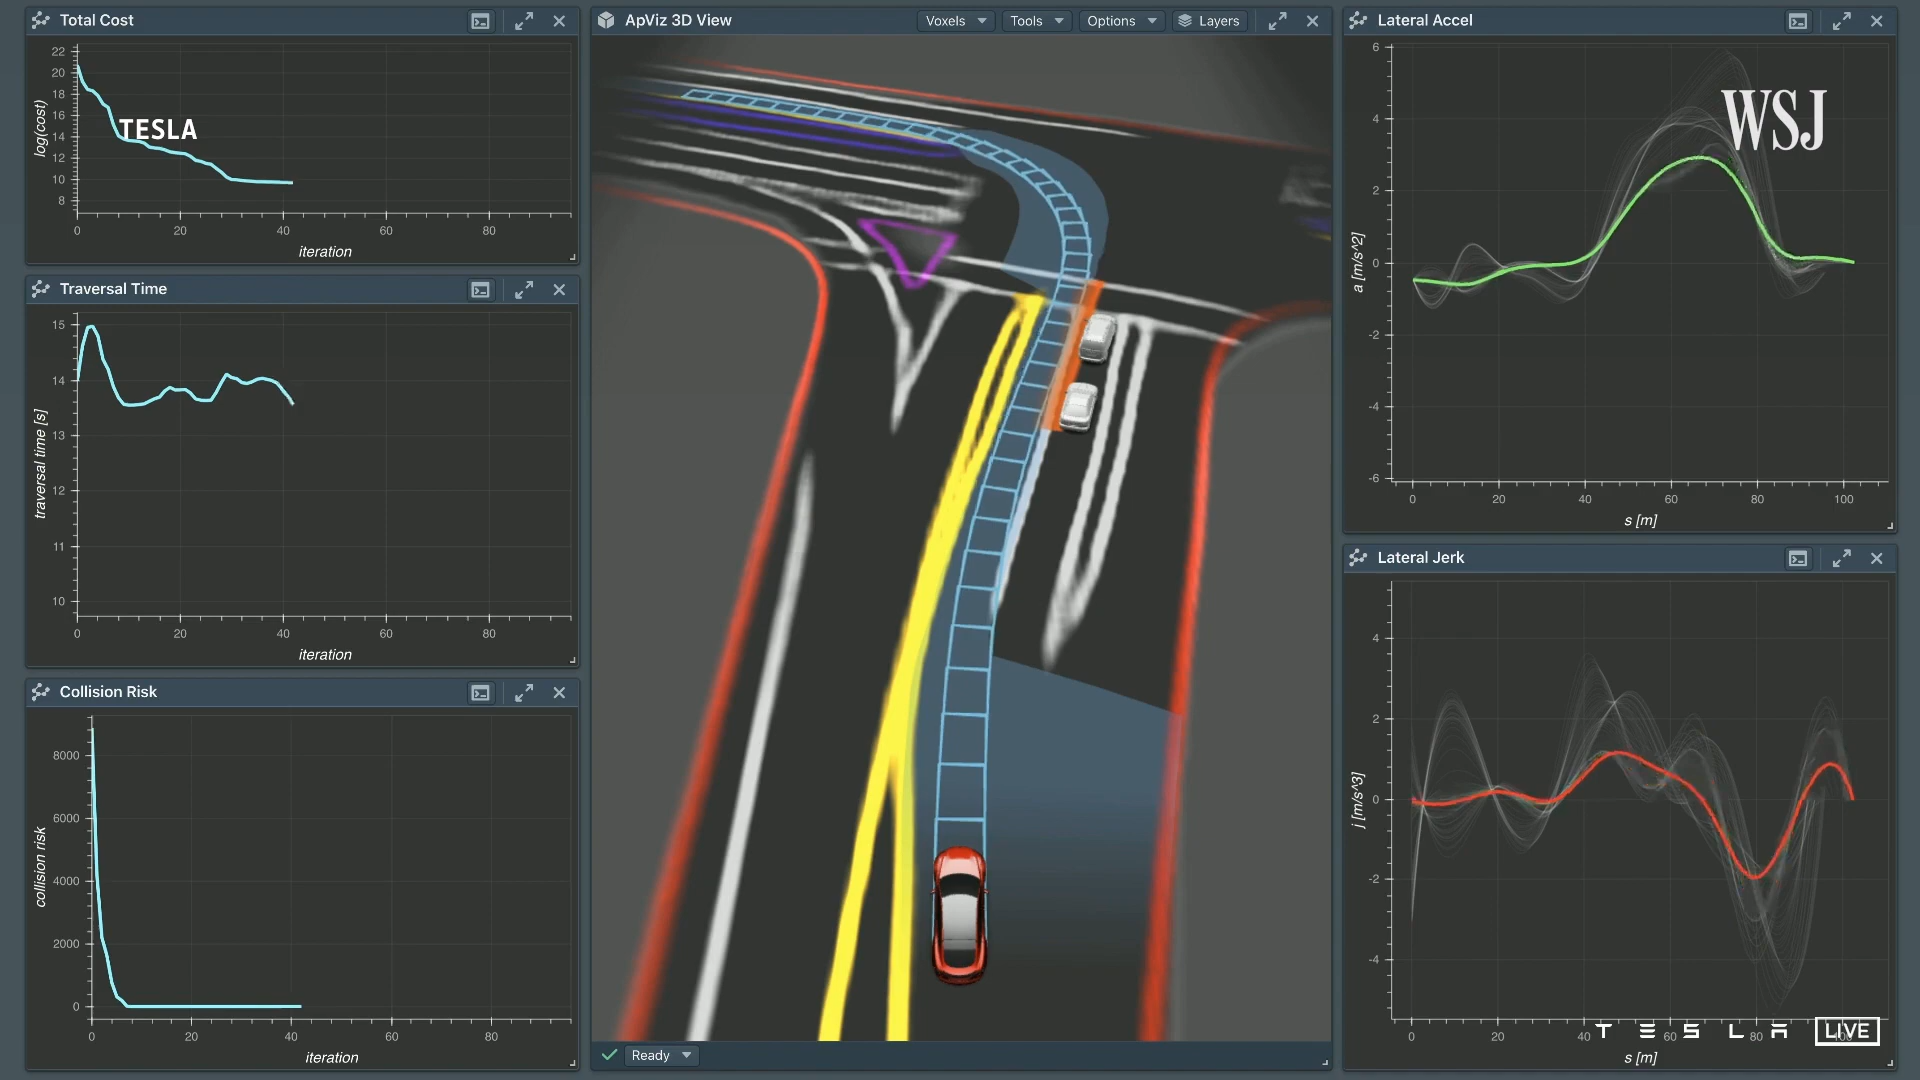 Total Cost
22
20
18
16
14
12
10
8
log(cost)
TESLA
0 20 40 60 80
iteration
Traversal Time
15
14
13
12
11
10
traversal time [s]
0 20 40 60 80
iteration
Collision Risk
8000
6000
4000
2000
0
collision risk
0 20 40 60 80
iteration
ApViz 3D View
Voxels Tools Options Layers
Ready
Lateral Accel
WSJ
6
4
2
0
-2
-4
-6
a [m/s^2]
0 20 40 60 80 100
s [m]
Lateral Jerk
4
2
0
-2
-4
j [m/s^3]
0 20 40 60 80 100
s [m]
TESLA LIVE